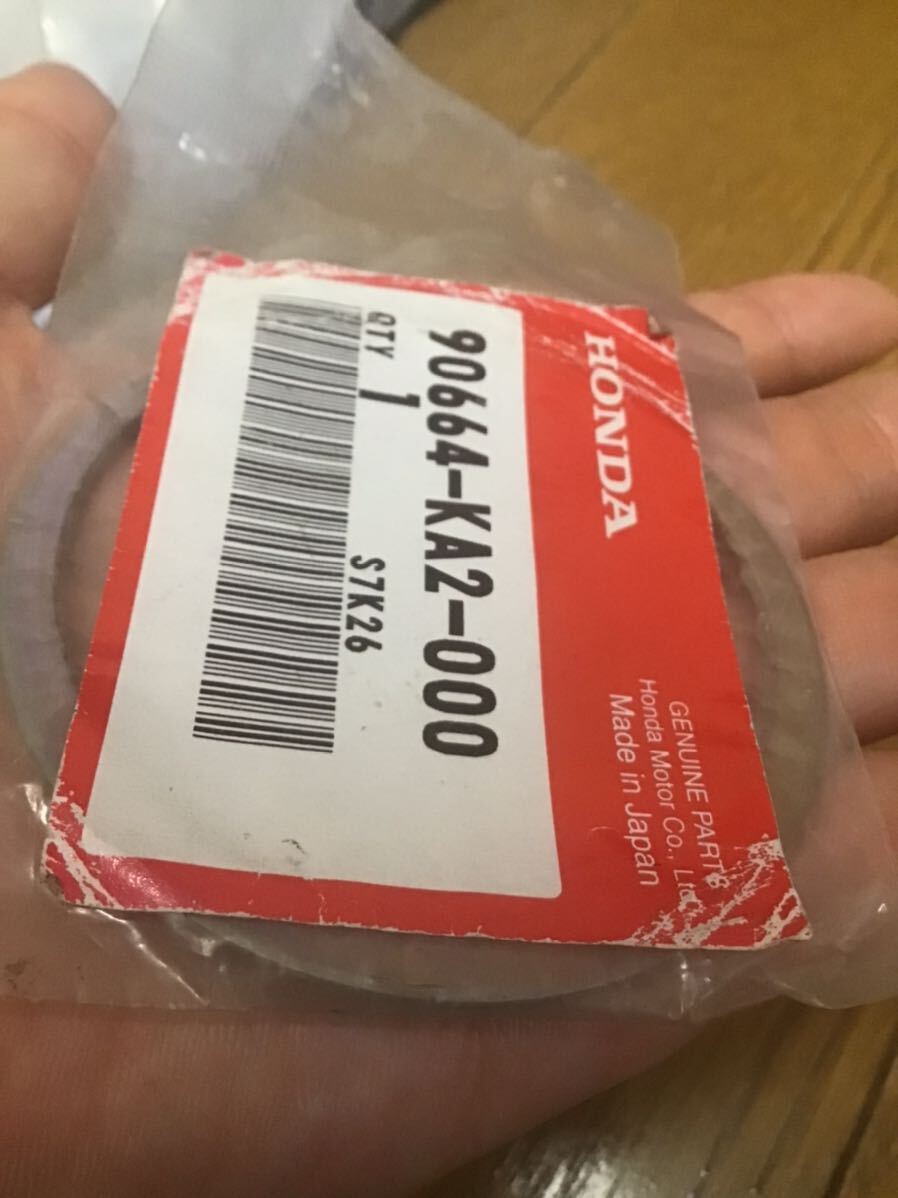 HONDA
GENUINE PARTS
Honda Motor Co., Ltd.
Made in Japan
90664-KA2-000
QTY 1
S7K26